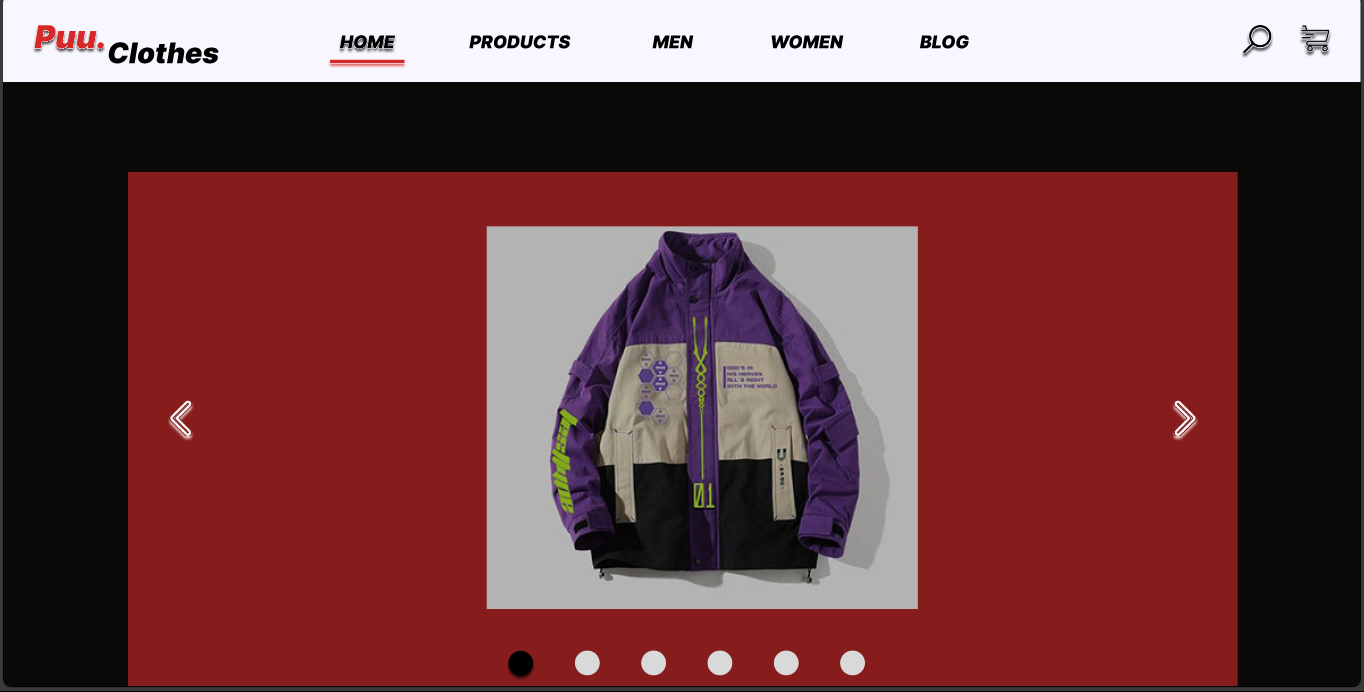 Puu. Clothes
HOME PRODUCTS MEN WOMEN BLOG
GOD'S IN
HIS HEAVEN
ALL'S RIGHT
WITH THE WORLD
01